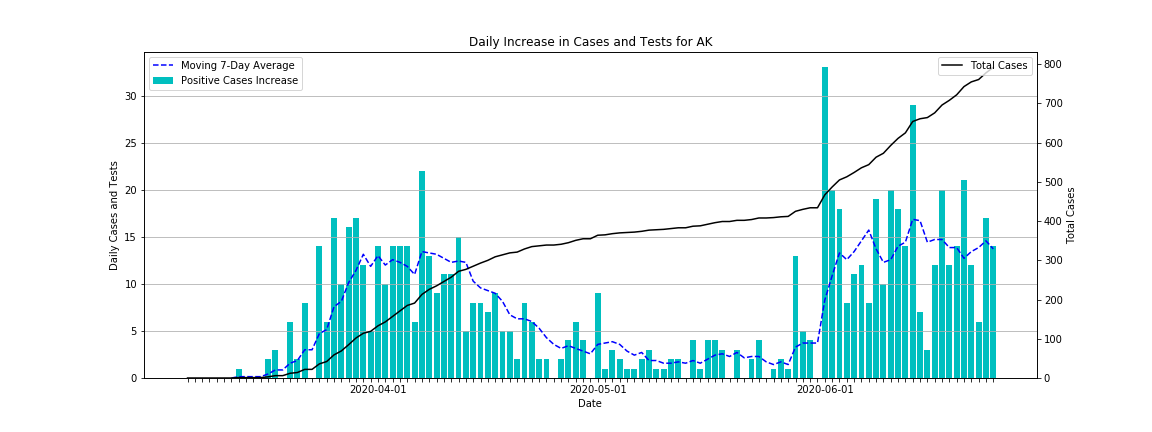 Daily Increase in Cases and Tests for AK
Moving 7-Day Average
Positive Cases Increase
Total Cases
Daily Cases and Tests
0
5
10
15
20
25
30
Total Cases
0
100
200
300
400
500
600
700
800
2020-04-01
2020-05-01
2020-06-01
Date